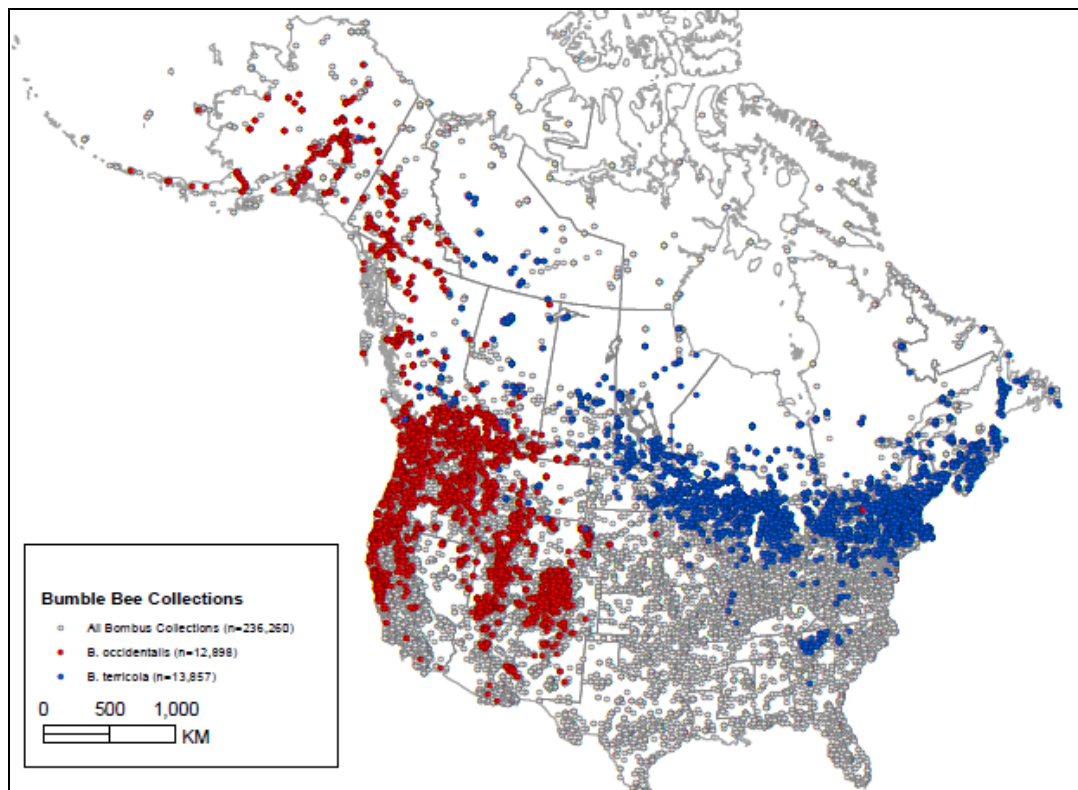 Bumble Bee Collections
All Bombus Collections (n=236,260)
B. occidentalis (n=12,898)
B. terricola (n=13,857)
0 500 1,000
KM